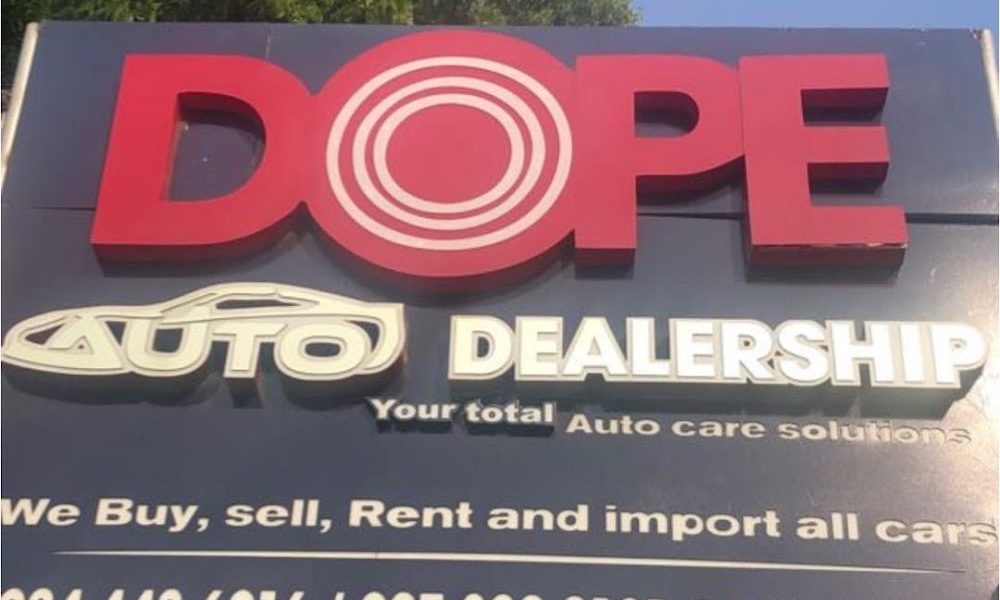 DOPE
AUTO DEALERSHIP
Your total Auto care solutions
We Buy, sell, Rent and import all cars